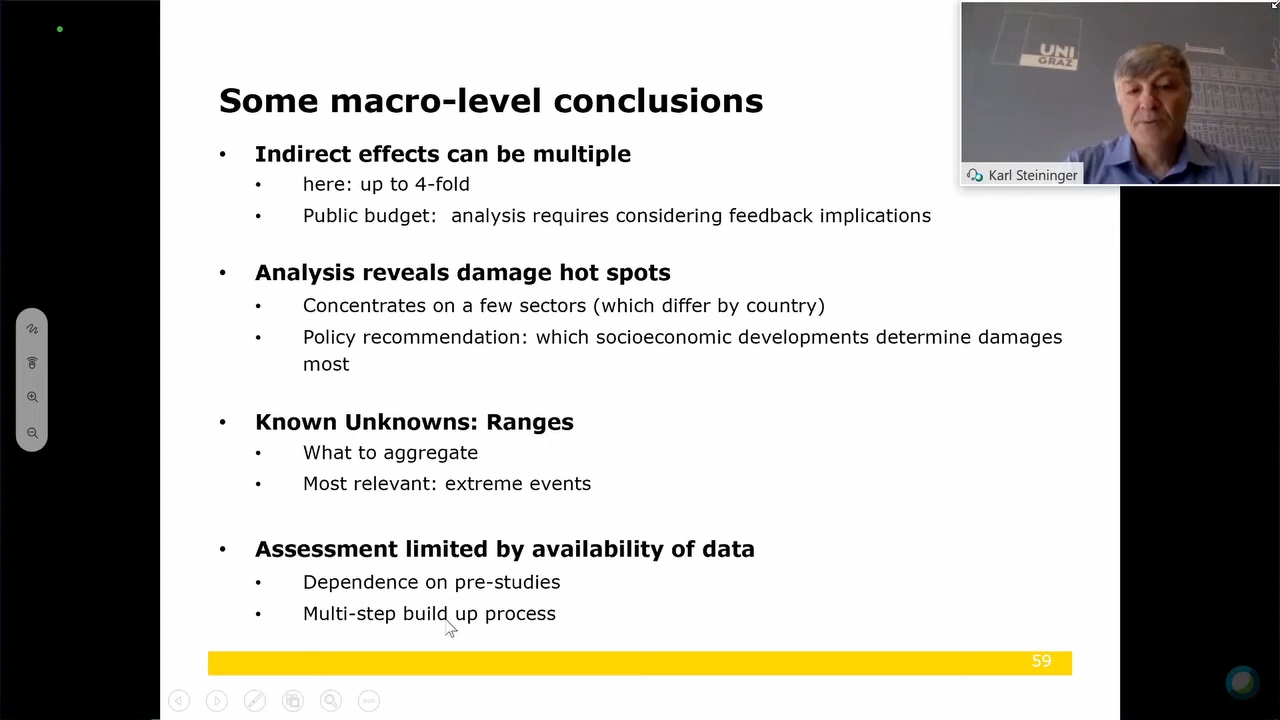 Some macro-level conclusions
• Indirect effects can be multiple
• here: up to 4-fold
• Public budget:  analysis requires considering feedback implications
• Analysis reveals damage hot spots
• Concentrates on a few sectors (which differ by country)
• Policy recommendation: which socioeconomic developments determine damages
most
• Known Unknowns: Ranges
• What to aggregate
• Most relevant: extreme events
• Assessment limited by availability of data
• Dependence on pre-studies
• Multi-step build up process
59
UNI
GRAZ
Karl Steininger